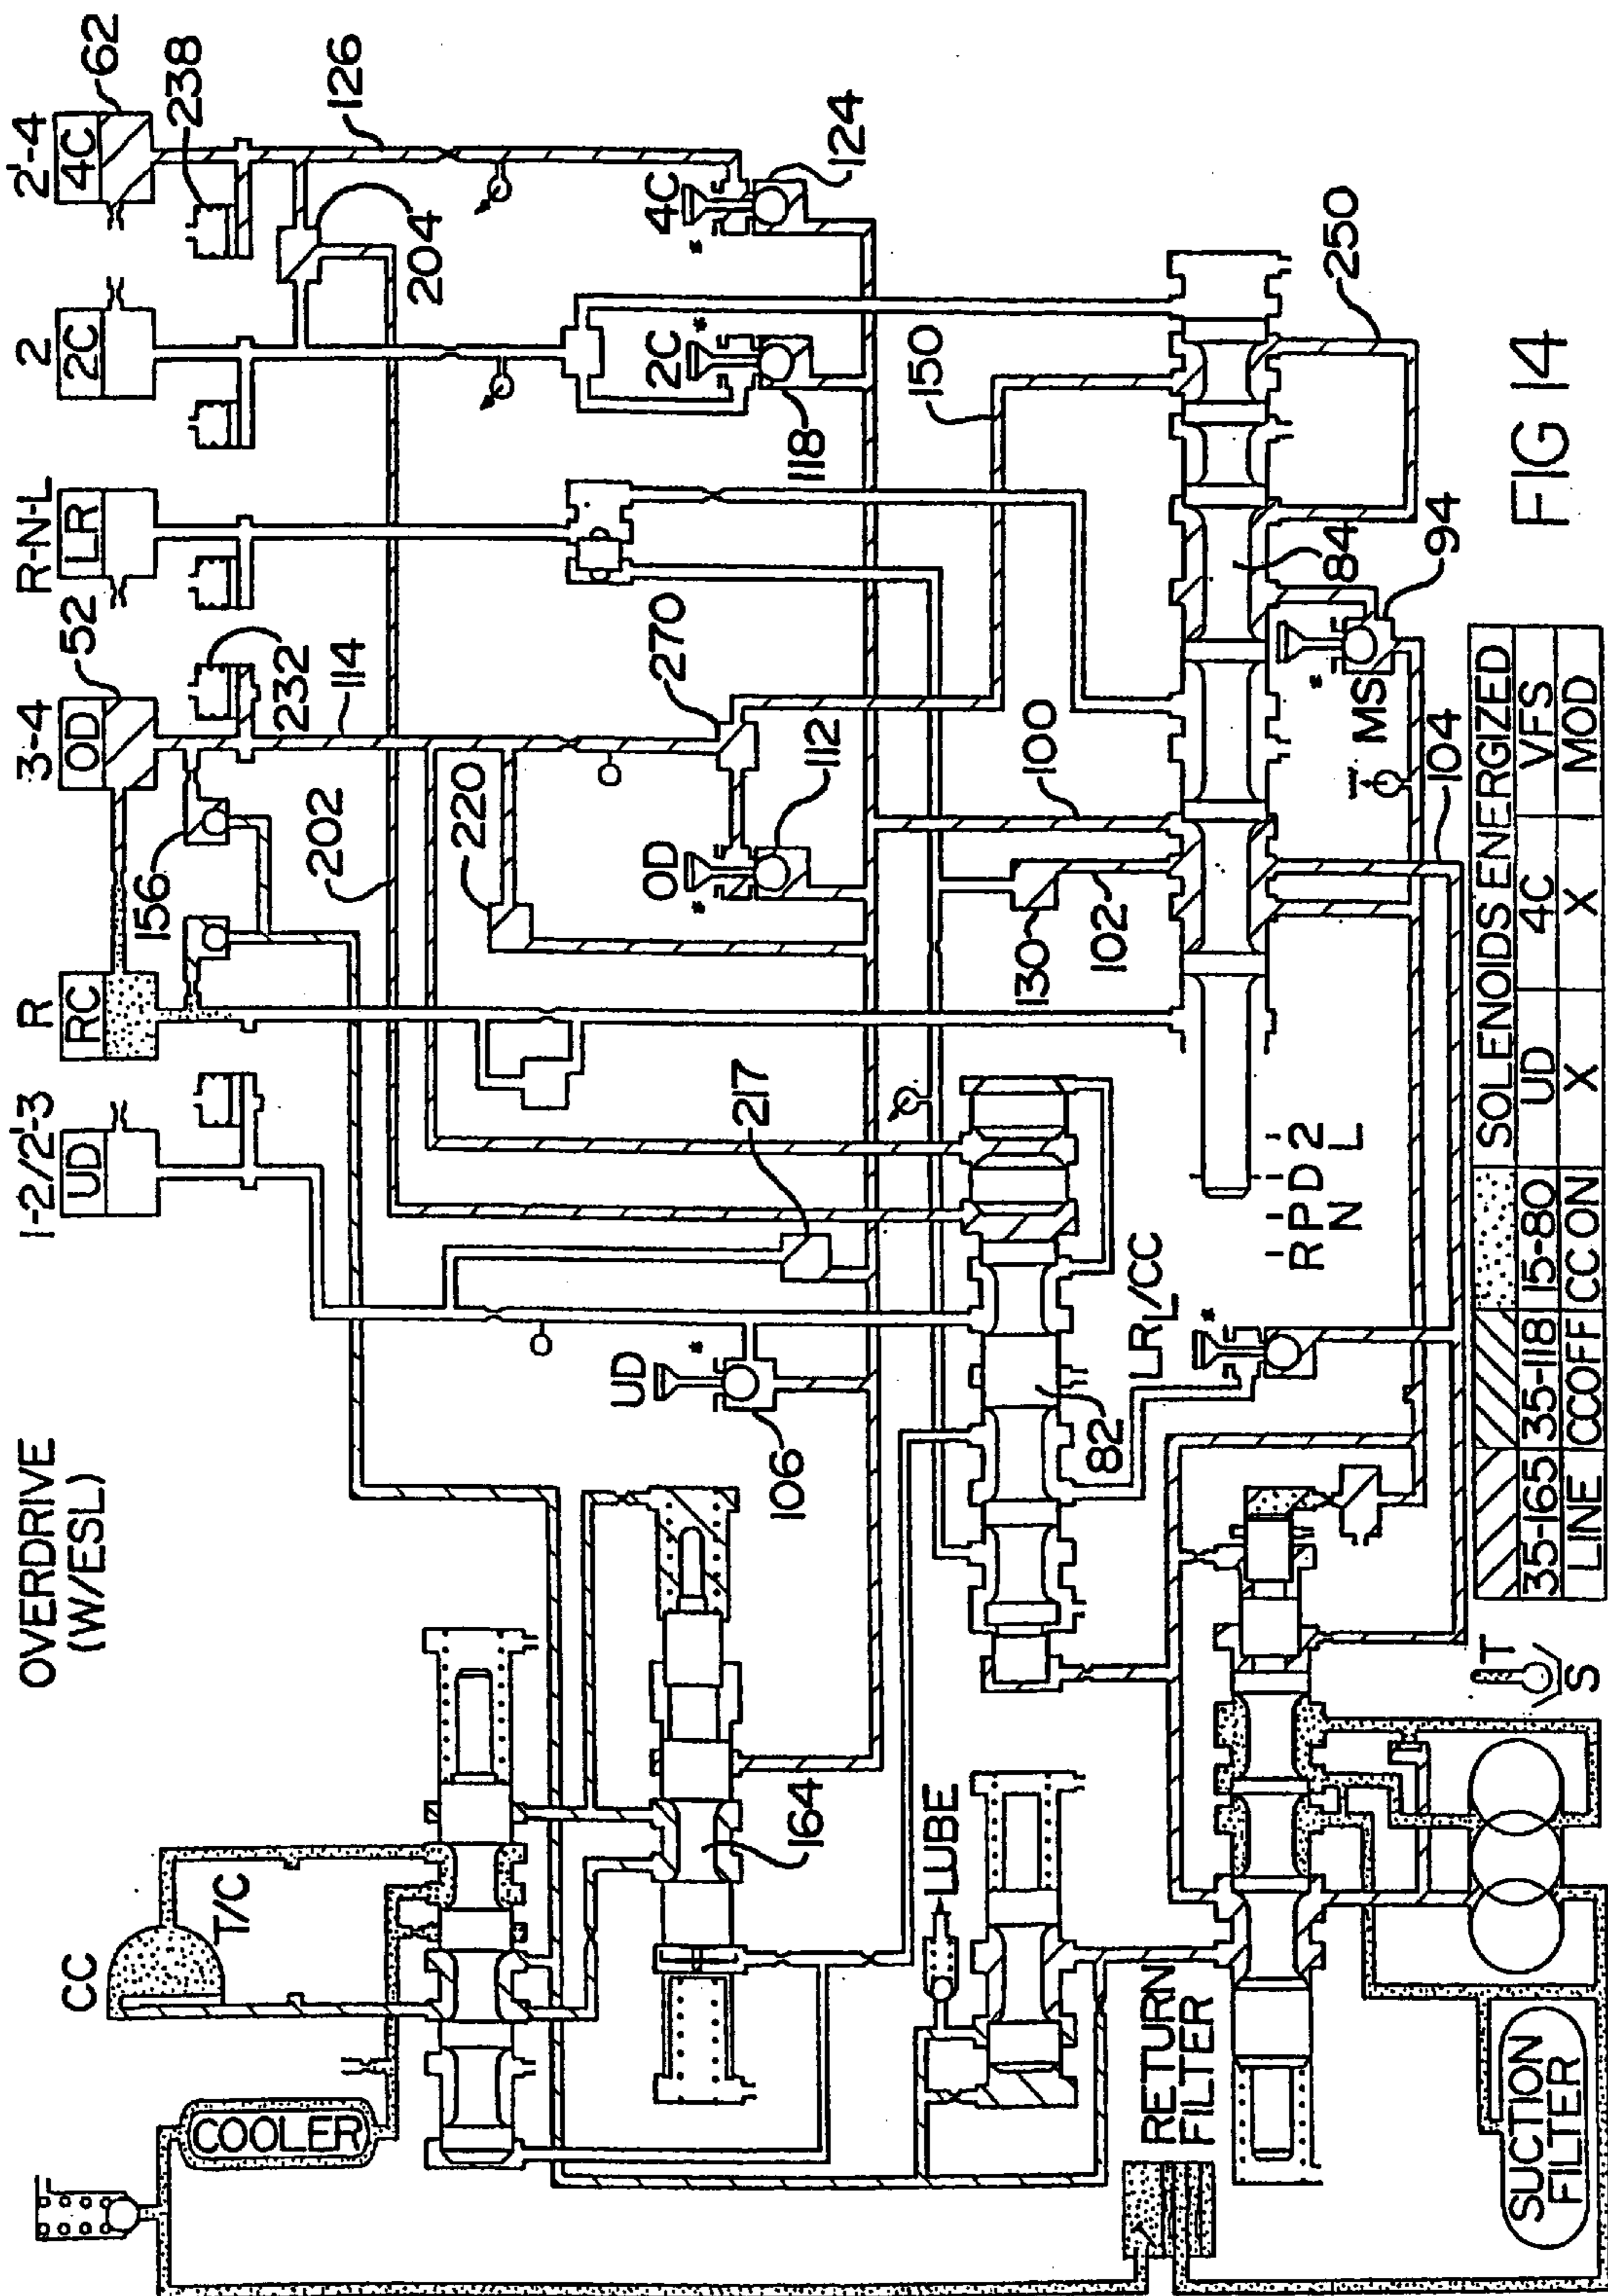 OVERDRIVE
(W/ESL)
1-2/2'-3
R
3-4
R-N-L
2
2'-4
UD
RC
OD
LR
2C
4C
52
62
238
232
156
114
126
204
202
220
270
CC
T/C
COOLER
OD
112
2C
118
4C
124
150
217
100
130
102
UD
106
164
82
LRL/CC
84
MS
94
250
104
R P D 2
N L
LUBE
RETURN
FILTER
SUCTION
FILTER
T
S
35-165 35-118 15-80 SOLENOIDS ENERGIZED
UD 4C VFS
LINE CCOFF CC ON X X MOD
FIG 14